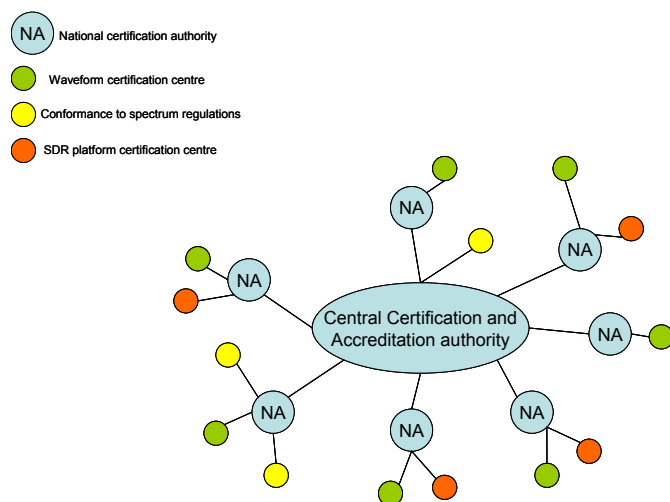 NA National certification authority
Waveform certification centre
Conformance to spectrum regulations
SDR platform certification centre
NA
NA
NA
Central Certification and
Accreditation authority
NA
NA
NA
NA